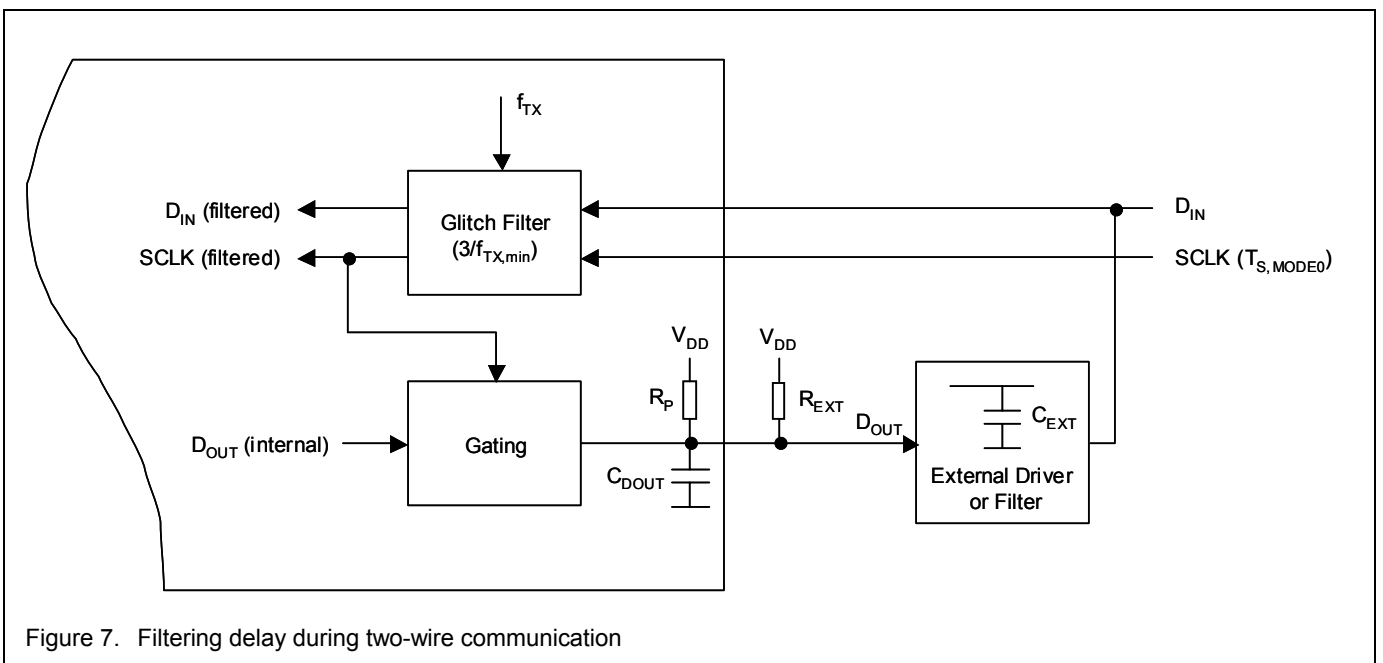 f_TX
D_IN (filtered)
Glitch Filter
(3/f_TX,min)
D_IN
SCLK (filtered)
SCLK (T_S, MODE0)
V_DD
V_DD
R_P
R_EXT
D_OUT
C_EXT
D_OUT (internal)
Gating
C_DOUT
External Driver
or Filter
Figure 7. Filtering delay during two-wire communication